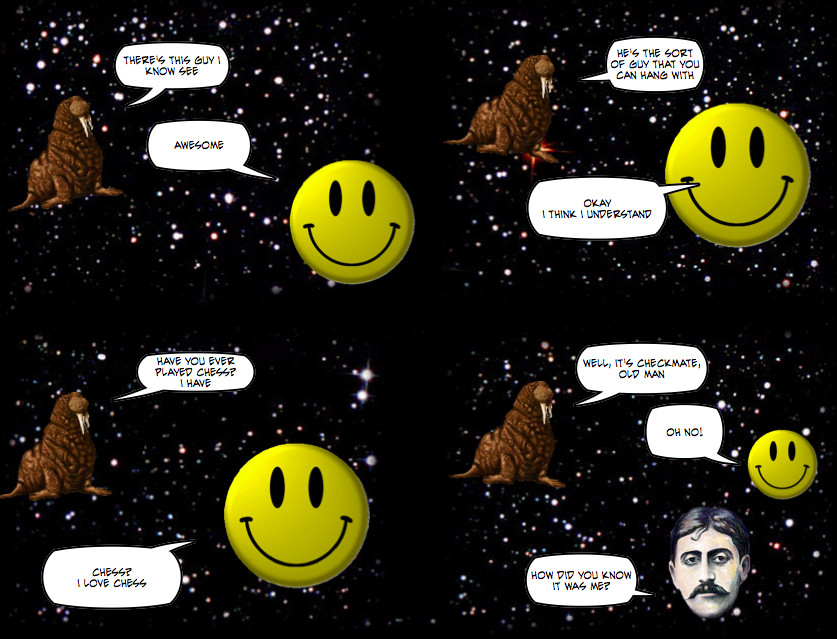 THERE'S THIS GUY I
KNOW SEE
AWESOME
HE'S THE SORT
OF GUY THAT YOU
CAN HANG WITH
OKAY
I THINK I UNDERSTAND
HAVE YOU EVER
PLAYED CHESS?
I HAVE
CHESS?
I LOVE CHESS
WELL, IT'S CHECKMATE,
OLD MAN
OH NO!
HOW DID YOU KNOW
IT WAS ME?